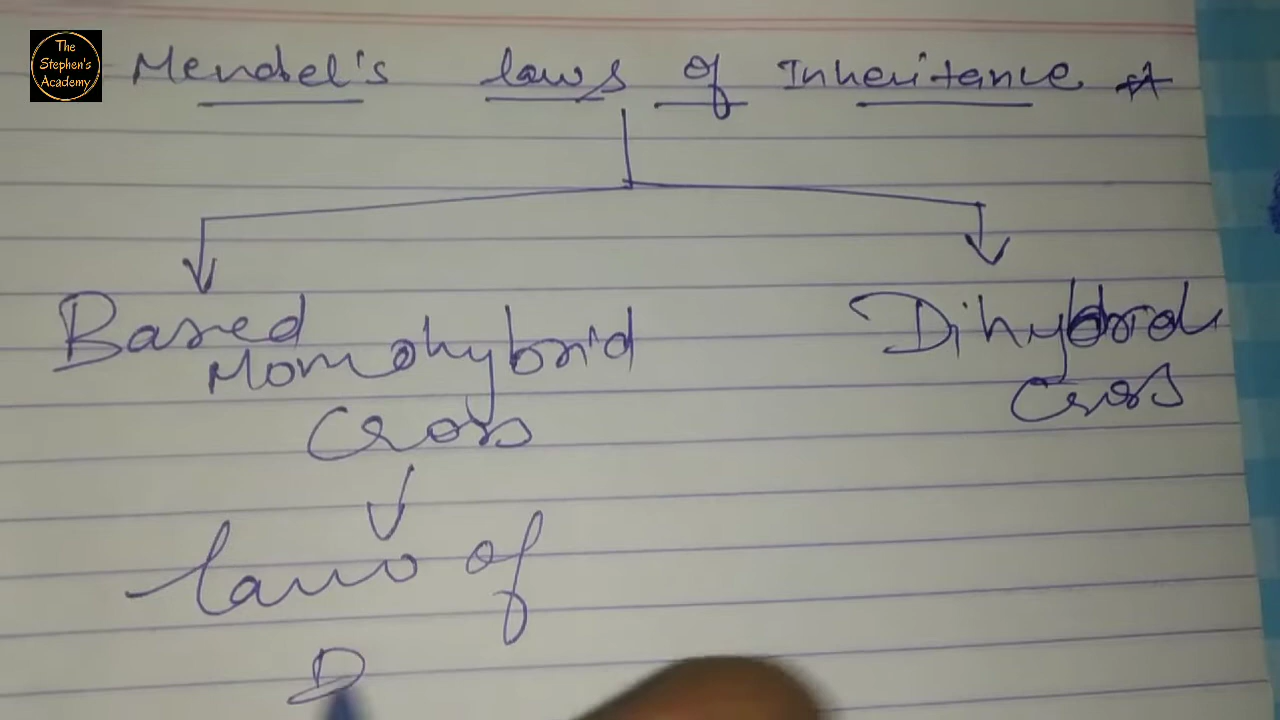 The
Stephen's
Academy
Mendel's laws of Inheritance
Based
Monohybrid
Cross
Dihybrid
Cross
law of
D